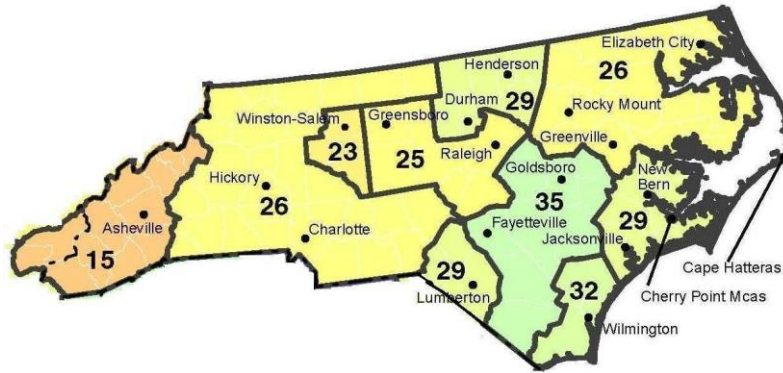 Elizabeth City
26
Henderson
29
Durham
Rocky Mount
Winston-Salem
Greensboro
23
25
Raleigh
Greenville
Goldsboro
35
New
Bern
29
Hickory
26
Charlotte
Fayetteville
Jacksonville
Asheville
15
29
Lumberton
32
Wilmington
Cape Hatteras
Cherry Point Mcas